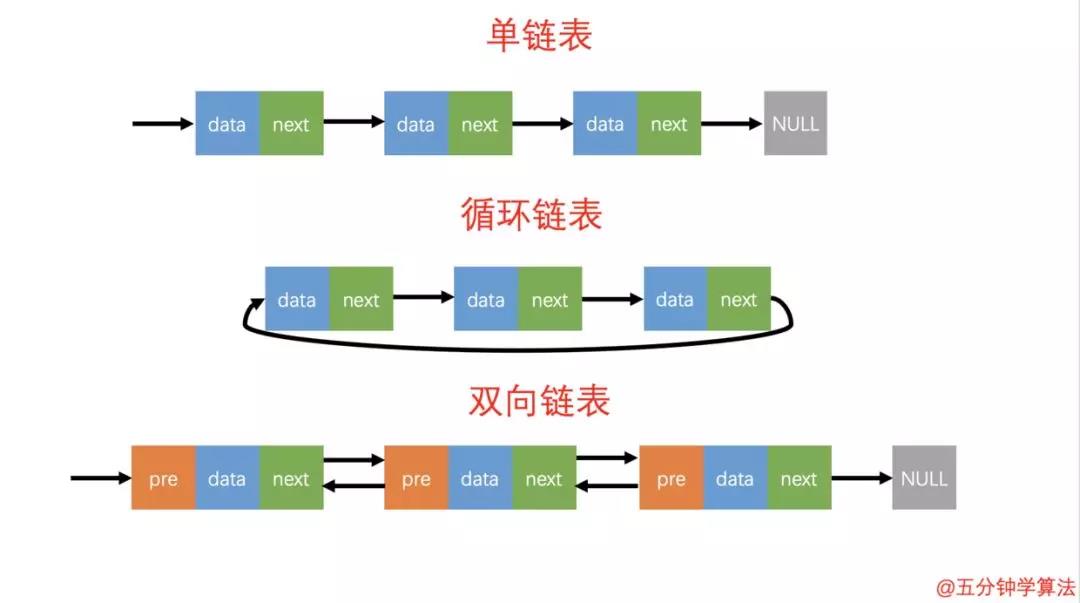 单链表
data next data next data next NULL
循环链表
data next data next data next
双向链表
pre data next pre data next pre data next NULL
@五分钟学算法